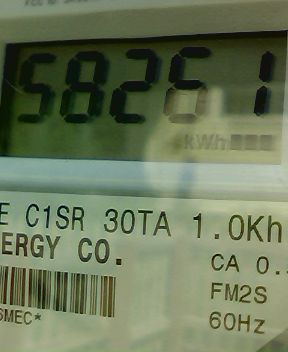 58261
kWh
E C1SR 30TA 1.0Kh
ERGY CO.
CA 0.
FM2S
60Hz
SMEC*